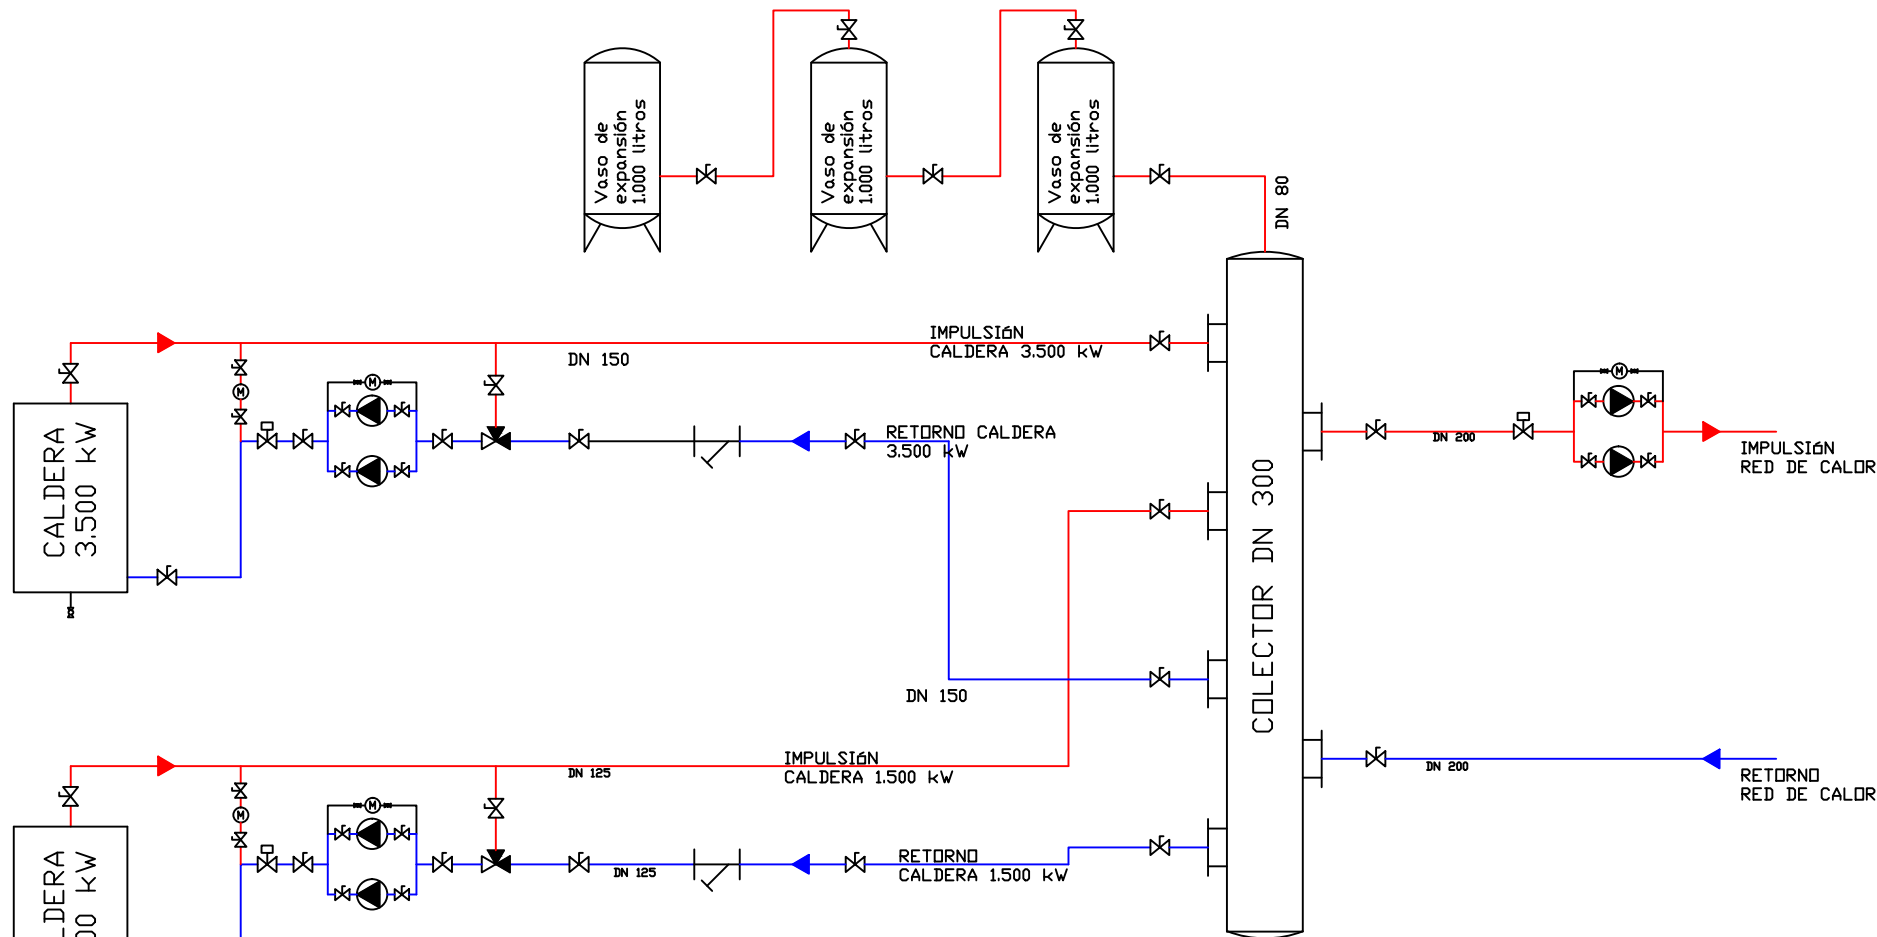 Vaso de
expansión
1.000 litros
Vaso de
expansión
1.000 litros
Vaso de
expansión
1.000 litros
DN 80
IMPULSIóN
CALDERA 3.500 kW
DN 150
M
M
CALDERA
3.500 kW
RETORNO CALDERA
3.500 kW
COLECTOR DN 300
M
DN 200
IMPULSIóN
RED DE CALOR
DN 150
IMPULSIóN
CALDERA 1.500 kW
DN 125
DN 200
RETORNO
RED DE CALOR
M
M
RETORNO
CALDERA 1.500 kW
DN 125
LDERA
00 kW